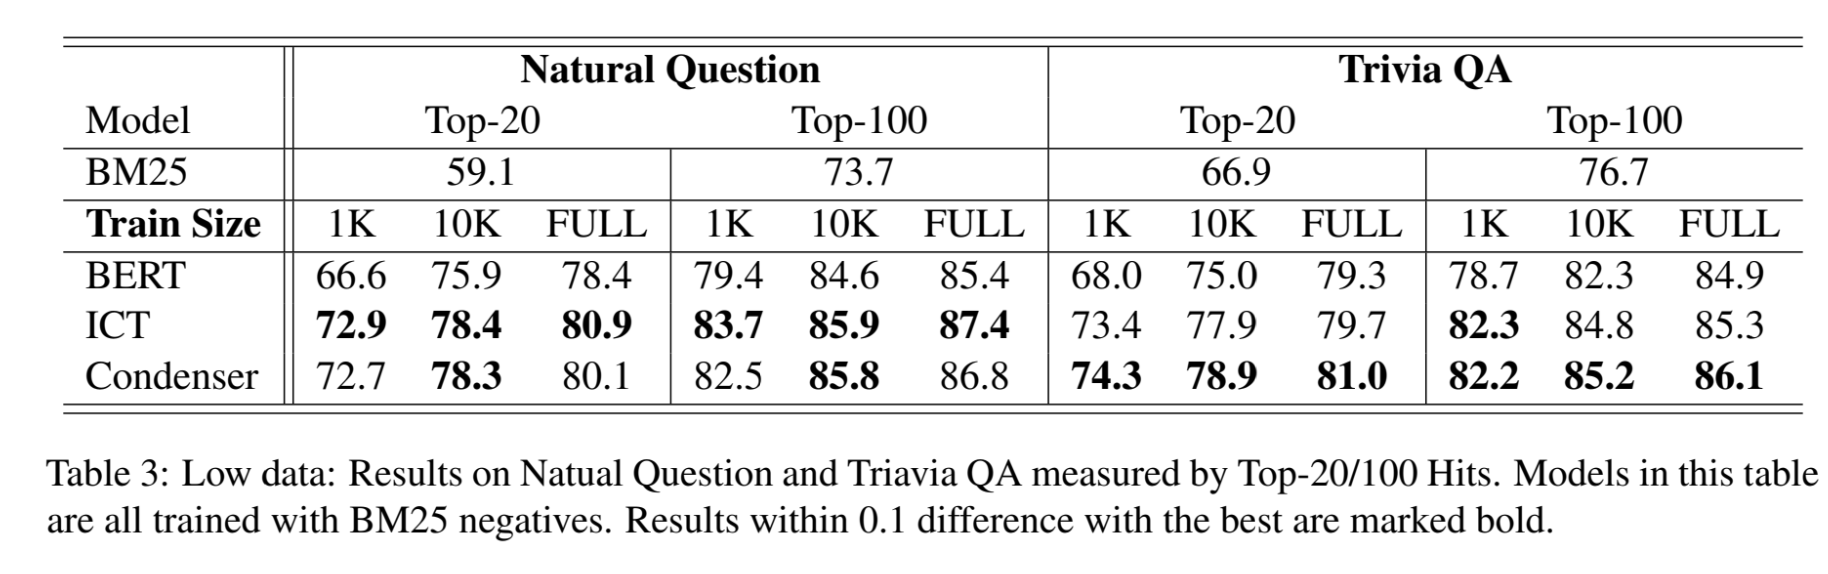 Natural Question Trivia QA
Model Top-20 Top-100 Top-20 Top-100
BM25 59.1 73.7 66.9 76.7
Train Size 1K 10K FULL 1K 10K FULL 1K 10K FULL 1K 10K FULL
BERT 66.6 75.9 78.4 79.4 84.6 85.4 68.0 75.0 79.3 78.7 82.3 84.9
ICT 72.9 78.4 80.9 83.7 85.9 87.4 73.4 77.9 79.7 82.3 84.8 85.3
Condenser 72.7 78.3 80.1 82.5 85.8 86.8 74.3 78.9 81.0 82.2 85.2 86.1
Table 3: Low data: Results on Natual Question and Triavia QA measured by Top-20/100 Hits. Models in this table
are all trained with BM25 negatives. Results within 0.1 difference with the best are marked bold.